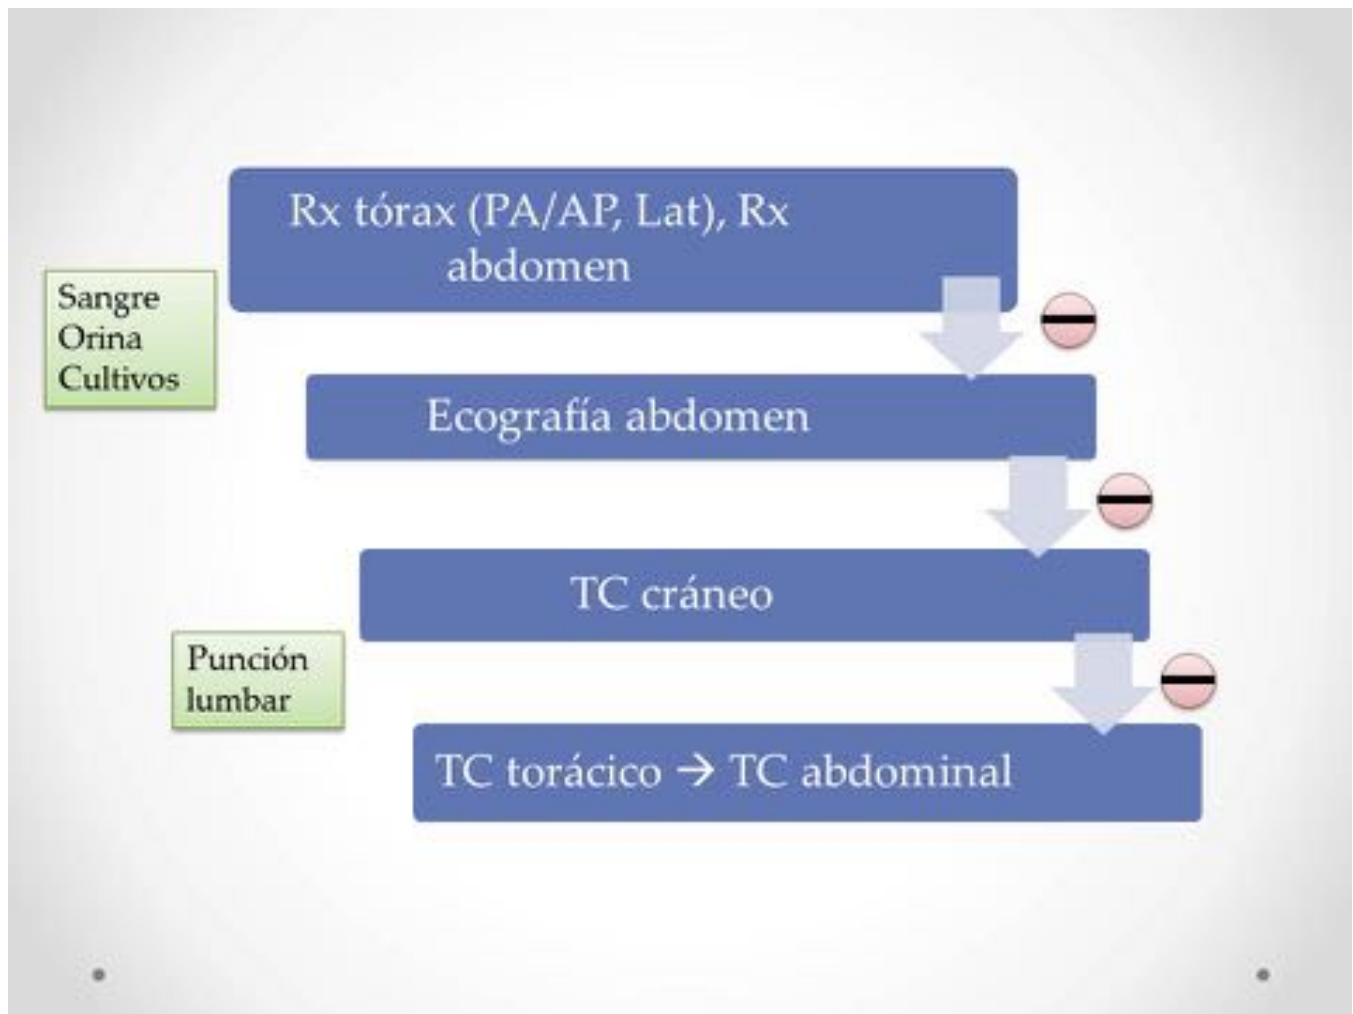 Rx tórax (PA/AP, Lat), Rx
abdomen
Sangre
Orina
Cultivos
Ecografía abdomen
TC cráneo
Punción
lumbar
TC torácico → TC abdominal